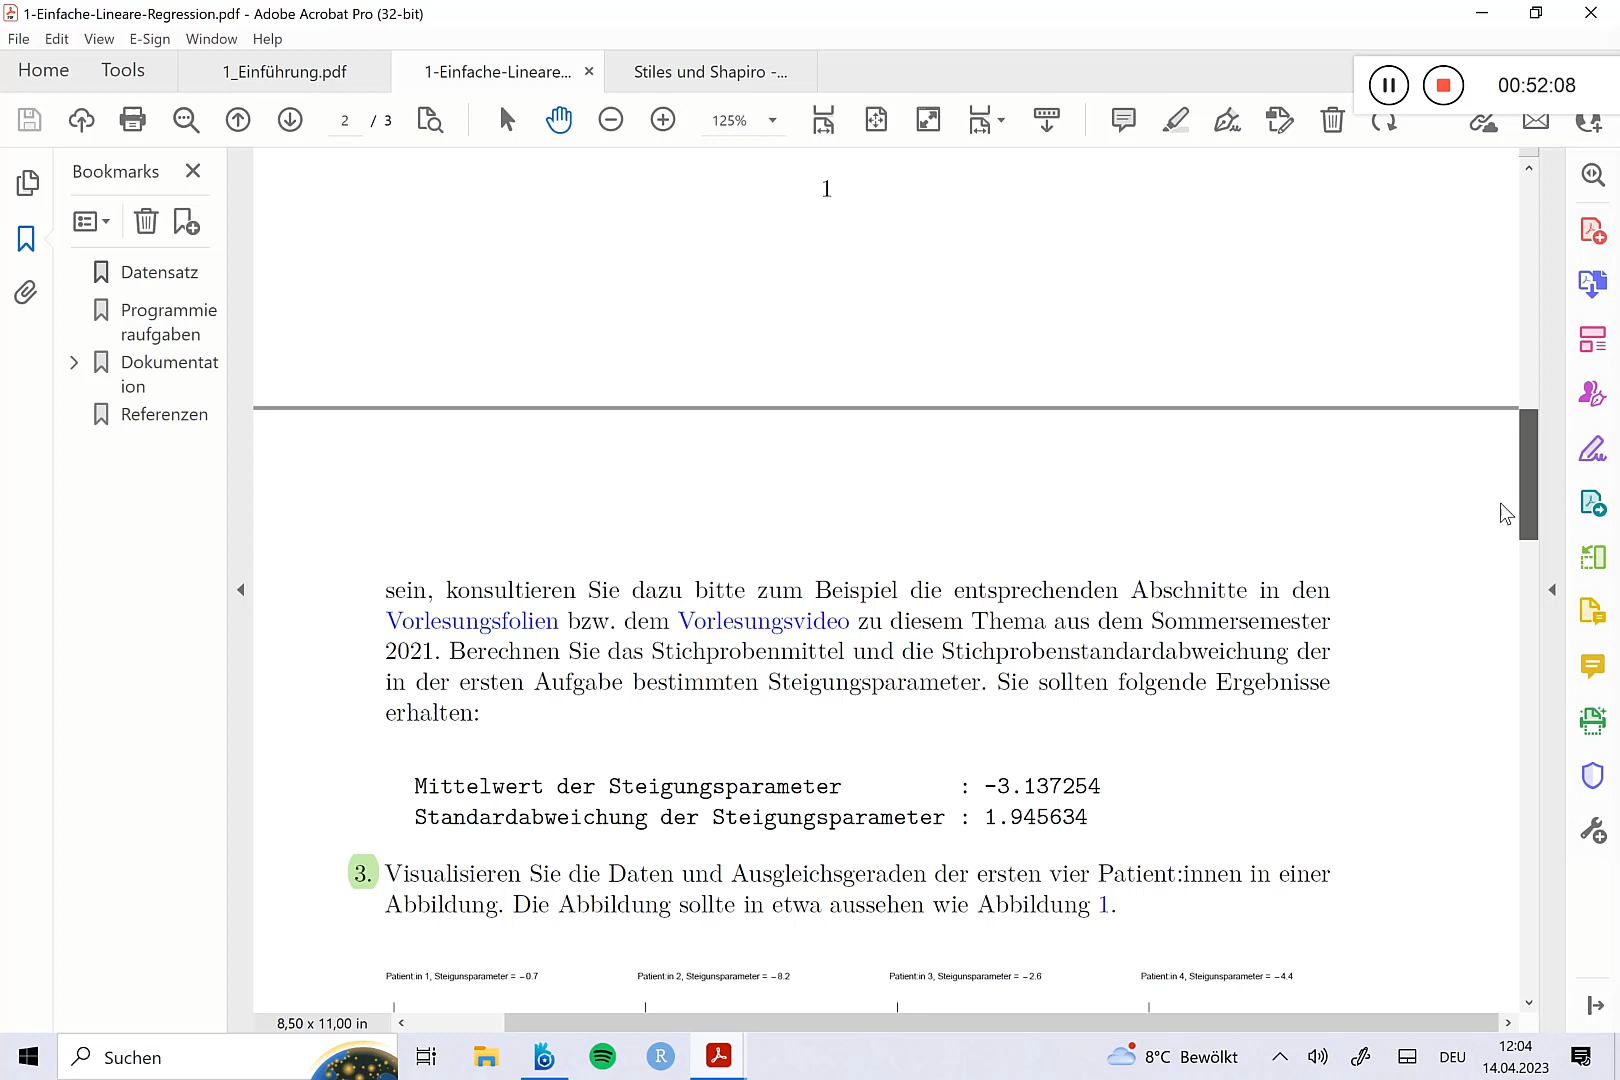 1-Einfache-Lineare-Regression.pdf - Adobe Acrobat Pro (32-bit)
File Edit View E-Sign Window Help
Home Tools 1_Einführung.pdf 1-Einfache-Lineare... × Stiles und Shapiro -...
00:52:08
2 / 3 125%
Bookmarks
Datensatz
Programmie
raufgaben
Dokumentat
ion
Referenzen
1
sein, konsultieren Sie dazu bitte zum Beispiel die entsprechenden Abschnitte in den
Vorlesungsfolien bzw. dem Vorlesungsvideo zu diesem Thema aus dem Sommersemester
2021. Berechnen Sie das Stichprobenmittel und die Stichprobenstandardabweichung der
in der ersten Aufgabe bestimmten Steigungsparameter. Sie sollten folgende Ergebnisse
erhalten:
Mittelwert der Steigungsparameter : -3.137254
Standardabweichung der Steigungsparameter : 1.945634
3. Visualisieren Sie die Daten und Ausgleichsgeraden der ersten vier Patient:innen in einer
Abbildung. Die Abbildung sollte in etwa aussehen wie Abbildung 1.
Patient:in 1, Steigunsparameter = −0.7 Patient:in 2, Steigunsparameter = −8.2 Patient:in 3, Steigunsparameter = −2.6 Patient:in 4, Steigunsparameter = −4.4
8,50 x 11,00 in
Suchen
R
8°C Bewölkt
DEU
12:04
14.04.2023